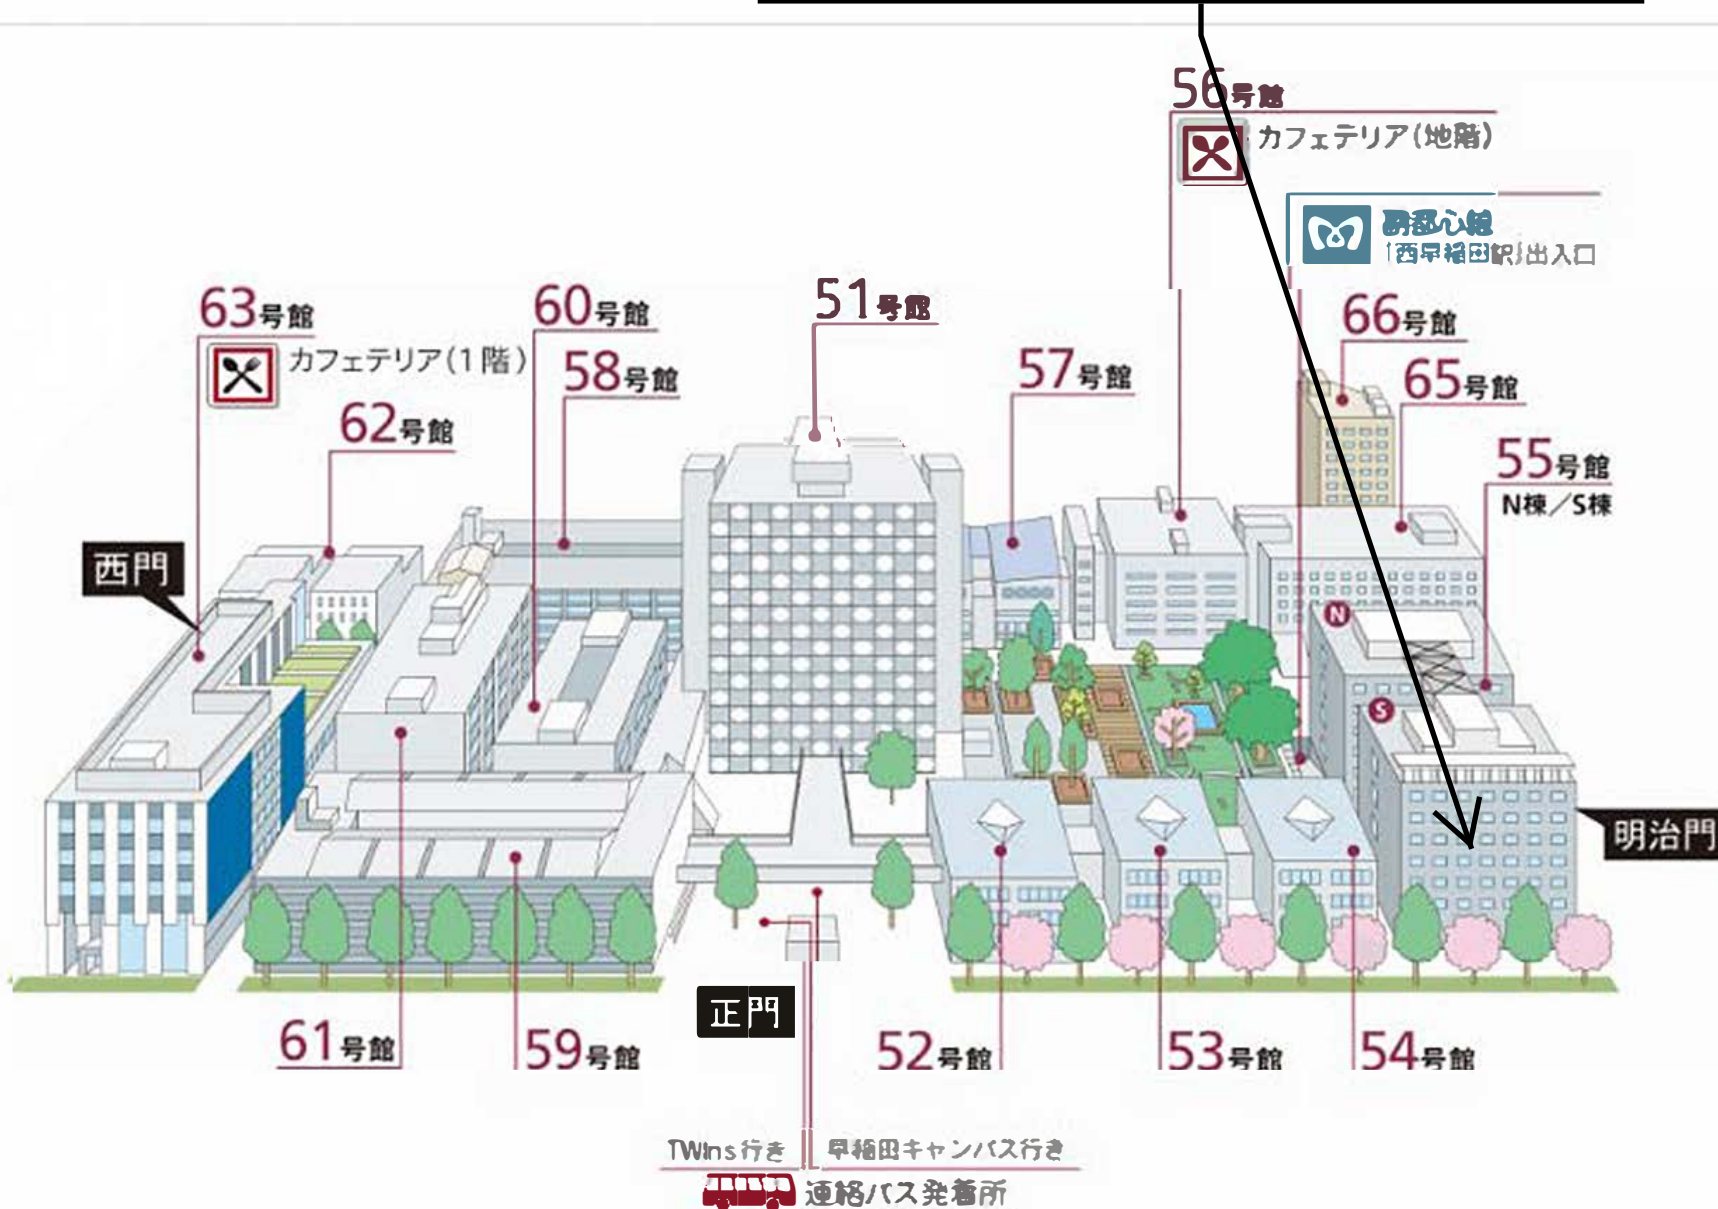 56号館
カフェテリア(地階)
副都心線
「西早稲田駅」出入口
63号館
カフェテリア(1階)
60号館
51号館
66号館
58号館
57号館
65号館
62号館
55号館
N棟／S棟
西門
N
S
明治門
正門
61号館
59号館
52号館
53号館
54号館
TWIns行き
早稲田キャンパス行き
連絡バス発着所